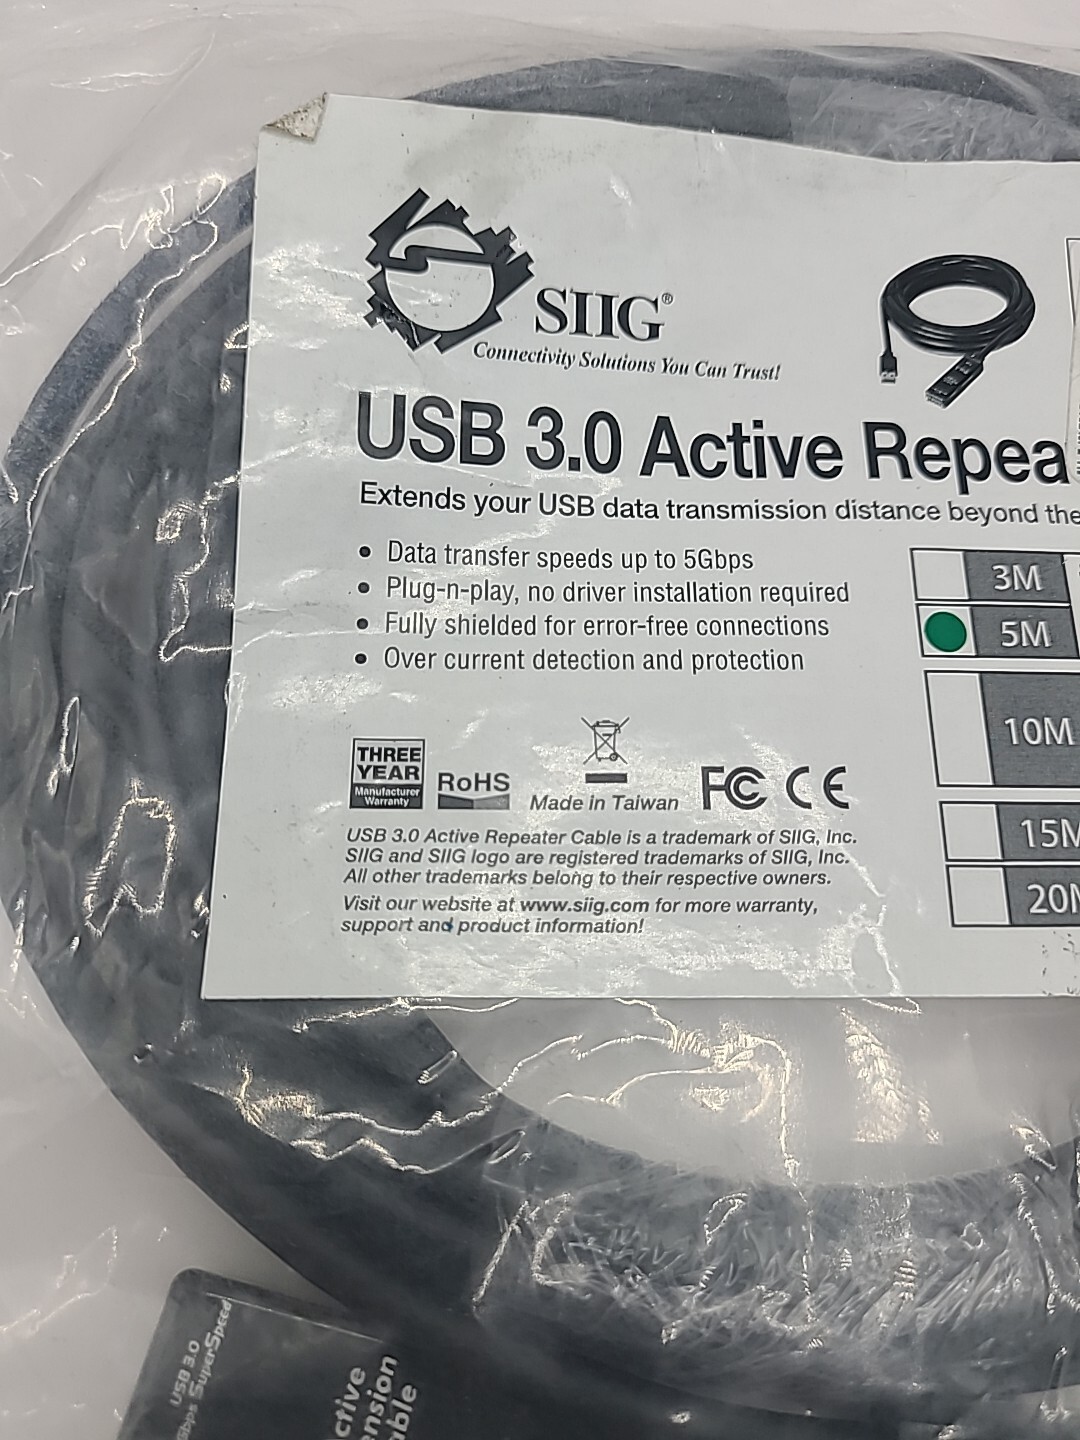 SIIG®
Connectivity Solutions You Can Trust!
USB 3.0 Active Repea
Extends your USB data transmission distance beyond the
• Data transfer speeds up to 5Gbps
• Plug-n-play, no driver installation required
• Fully shielded for error-free connections
• Over current detection and protection
3M
5M
10M
15M
20M
THREE
YEAR
Manufacturer
Warranty
RoHS
Made in Taiwan
FC CE
USB 3.0 Active Repeater Cable is a trademark of SIIG, Inc.
SIIG and SIIG logo are registered trademarks of SIIG, Inc.
All other trademarks belong to their respective owners.
Visit our website at www.siig.com for more warranty,
support and product information!
USB 3.0
Gbps SuperSpeed
ctive
ension
able